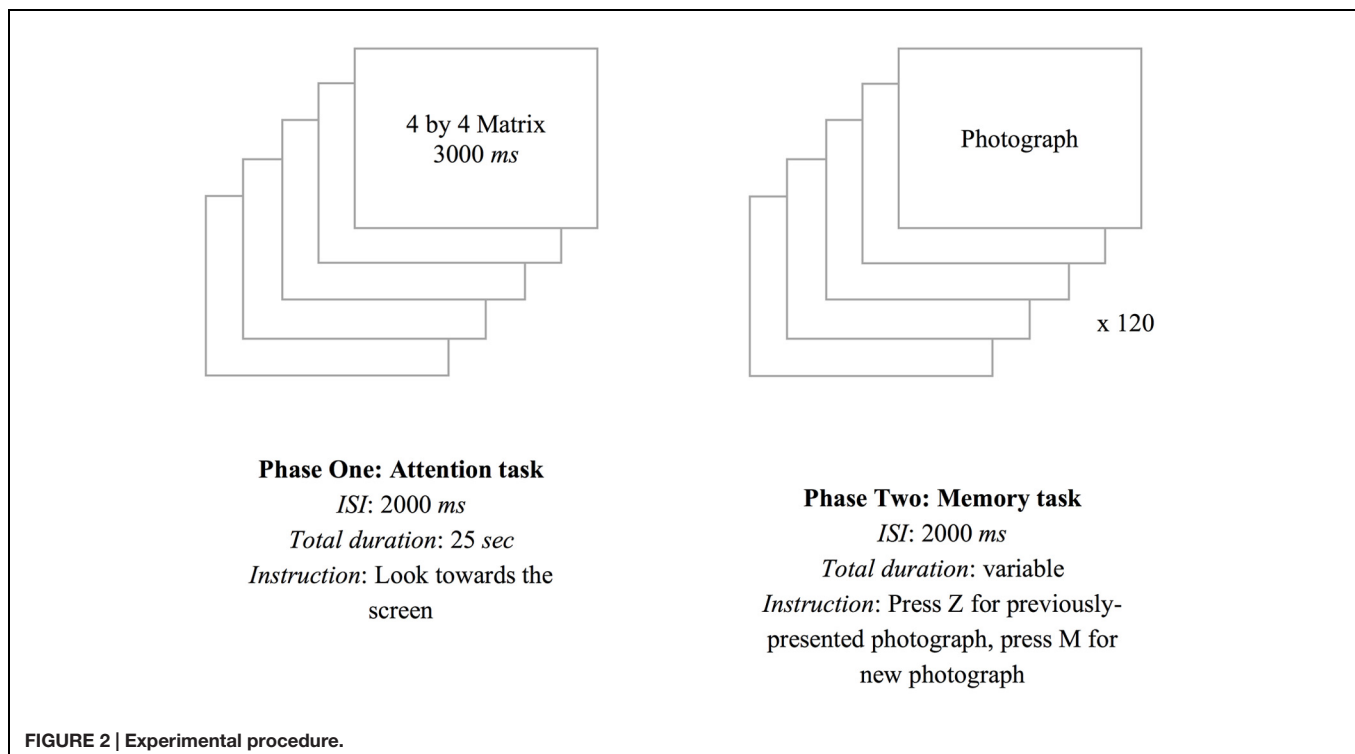 4 by 4 Matrix
3000 ms
Photograph
x 120
Phase One: Attention task
ISI: 2000 ms
Total duration: 25 sec
Instruction: Look towards the
screen
Phase Two: Memory task
ISI: 2000 ms
Total duration: variable
Instruction: Press Z for previously-
presented photograph, press M for
new photograph
FIGURE 2 | Experimental procedure.